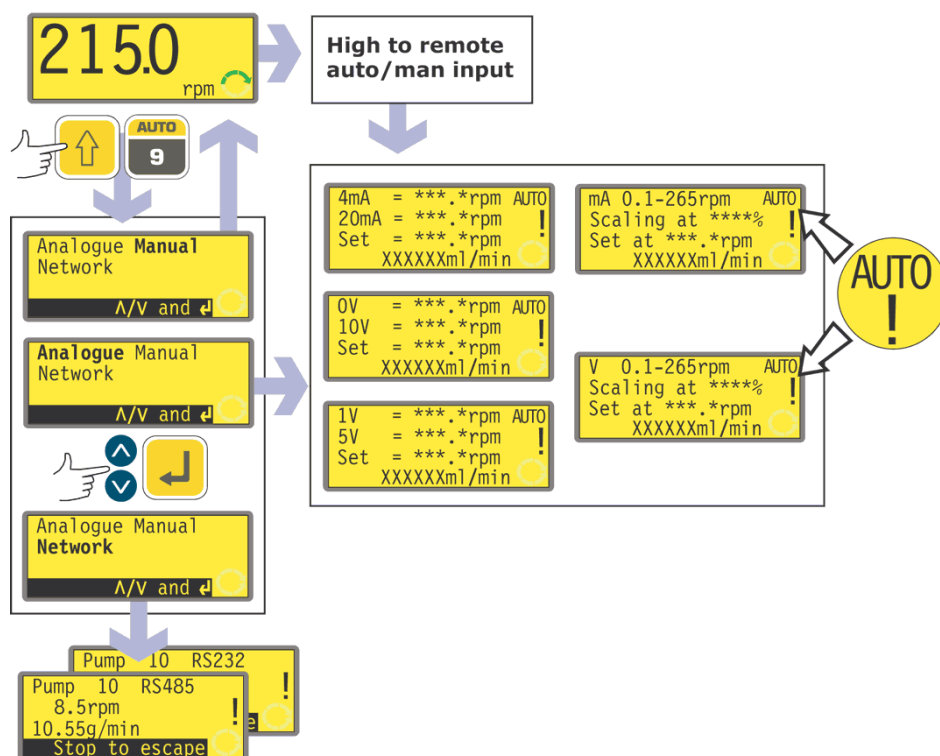 215.0
rpm
High to remote
auto/man input
AUTO
9
Analogue Manual
Network
Λ/V and ↲
Analogue Manual
Network
Λ/V and ↲
Analogue Manual
Network
Λ/V and ↲
4mA = ***.*rpm AUTO
20mA = ***.*rpm !
Set = ***.*rpm
XXXXXXml/min
0V = ***.*rpm AUTO
10V = ***.*rpm !
Set = ***.*rpm
XXXXXXml/min
1V = ***.*rpm AUTO
5V = ***.*rpm !
Set = ***.*rpm
XXXXXXml/min
mA 0.1-265rpm AUTO
Scaling at ****% !
Set at ***.*rpm
XXXXXXml/min
V 0.1-265rpm AUTO
Scaling at ****% !
Set at ***.*rpm
XXXXXXml/min
AUTO
!
Pump 10 RS232
!
Pump 10 RS485
8.5rpm !
10.55g/min
Stop to escape